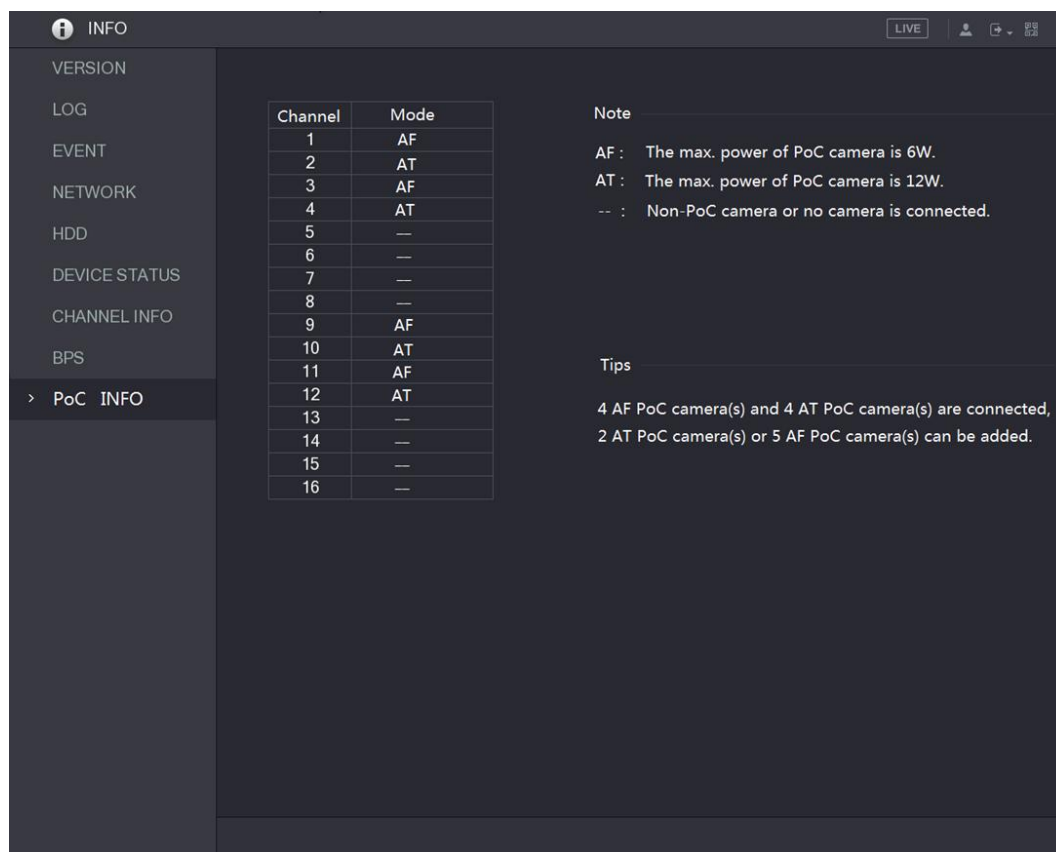 INFO
LIVE
VERSION
LOG
EVENT
NETWORK
HDD
DEVICE STATUS
CHANNEL INFO
BPS
> PoC INFO
Channel Mode
1 AF
2 AT
3 AF
4 AT
5 —
6 —
7 —
8 —
9 AF
10 AT
11 AF
12 AT
13 —
14 —
15 —
16 —
Note
AF : The max. power of PoC camera is 6W.
AT : The max. power of PoC camera is 12W.
-- : Non-PoC camera or no camera is connected.
Tips
4 AF PoC camera(s) and 4 AT PoC camera(s) are connected,
2 AT PoC camera(s) or 5 AF PoC camera(s) can be added.